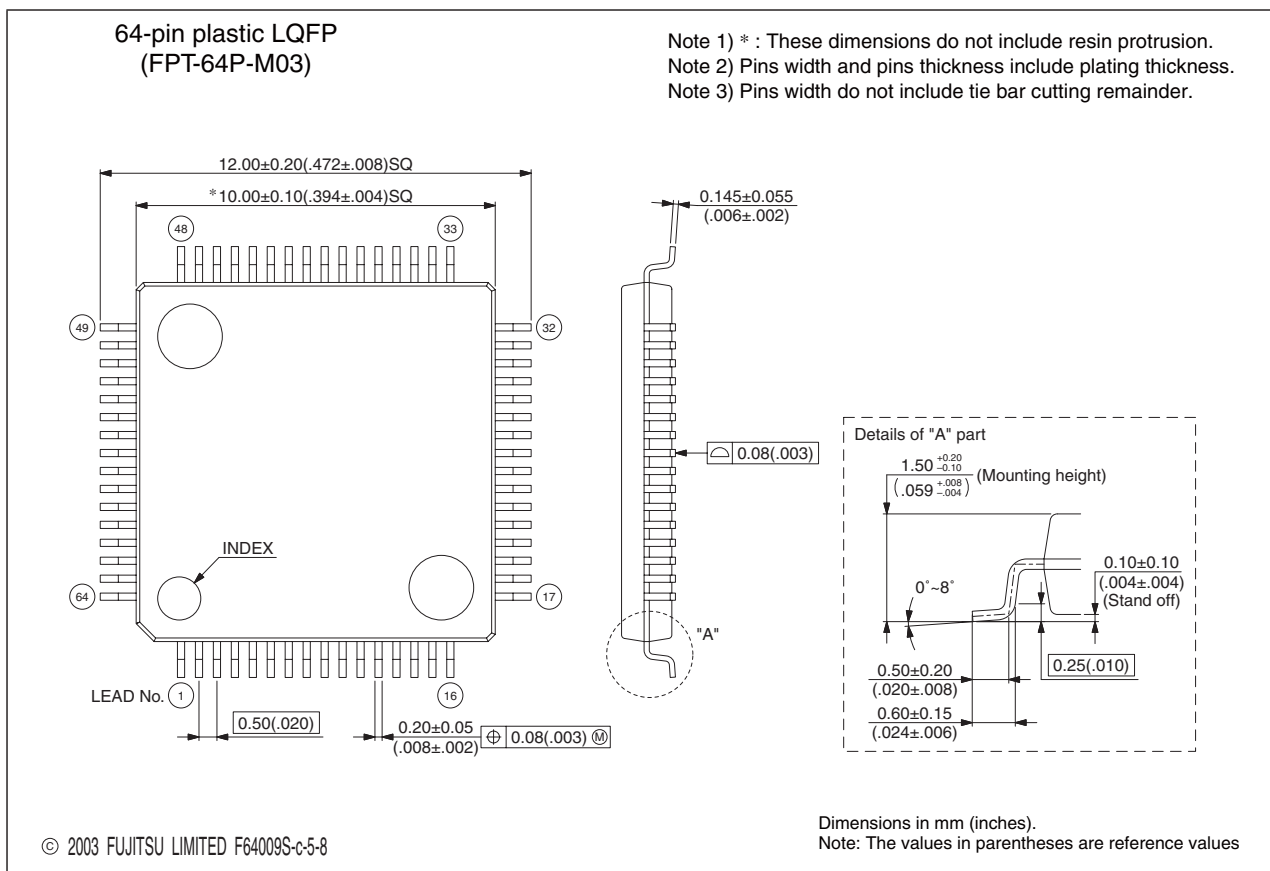 64-pin plastic LQFP
(FPT-64P-M03)
Note 1) * : These dimensions do not include resin protrusion.
Note 2) Pins width and pins thickness include plating thickness.
Note 3) Pins width do not include tie bar cutting remainder.
12.00±0.20(.472±.008)SQ
*10.00±0.10(.394±.004)SQ
0.145±0.055
(.006±.002)
48
33
49
32
0.08(.003)
INDEX
64
17
"A"
LEAD No.
1
16
0.50(.020)
0.20±0.05
(.008±.002)
⌖ 0.08(.003) Ⓜ
Details of "A" part
1.50 +0.20 −0.10
(.059 +.008 −.004)
(Mounting height)
0.10±0.10
(.004±.004)
(Stand off)
0°~8°
0.25(.010)
0.50±0.20
(.020±.008)
0.60±0.15
(.024±.006)
© 2003 FUJITSU LIMITED F64009S-c-5-8
Dimensions in mm (inches).
Note: The values in parentheses are reference values